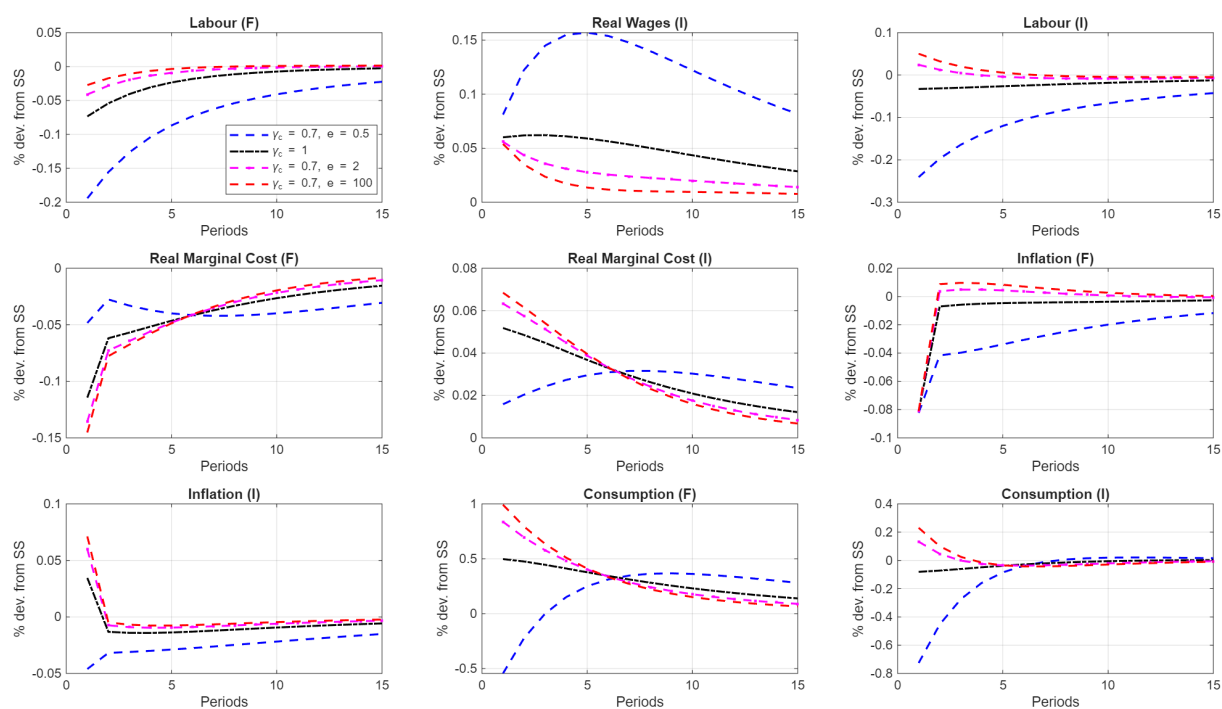 Labour (F)
% dev. from SS
0.05
0
-0.05
-0.1
-0.15
-0.2
0
5
10
15
Periods
γc = 0.7, e = 0.5
γc = 1
γc = 0.7, e = 2
γc = 0.7, e = 100
Real Wages (I)
% dev. from SS
0.15
0.1
0.05
0
0
5
10
15
Periods
Labour (I)
% dev. from SS
0.1
0
-0.1
-0.2
-0.3
0
5
10
15
Periods
Real Marginal Cost (F)
% dev. from SS
0
-0.05
-0.1
-0.15
0
5
10
15
Periods
Real Marginal Cost (I)
% dev. from SS
0.08
0.06
0.04
0.02
0
0
5
10
15
Periods
Inflation (F)
% dev. from SS
0.02
0
-0.02
-0.04
-0.06
-0.08
-0.1
0
5
10
15
Periods
Inflation (I)
% dev. from SS
0.1
0.05
0
-0.05
0
5
10
15
Periods
Consumption (F)
% dev. from SS
1
0.5
0
-0.5
0
5
10
15
Periods
Consumption (I)
% dev. from SS
0.4
0.2
0
-0.2
-0.4
-0.6
-0.8
0
5
10
15
Periods